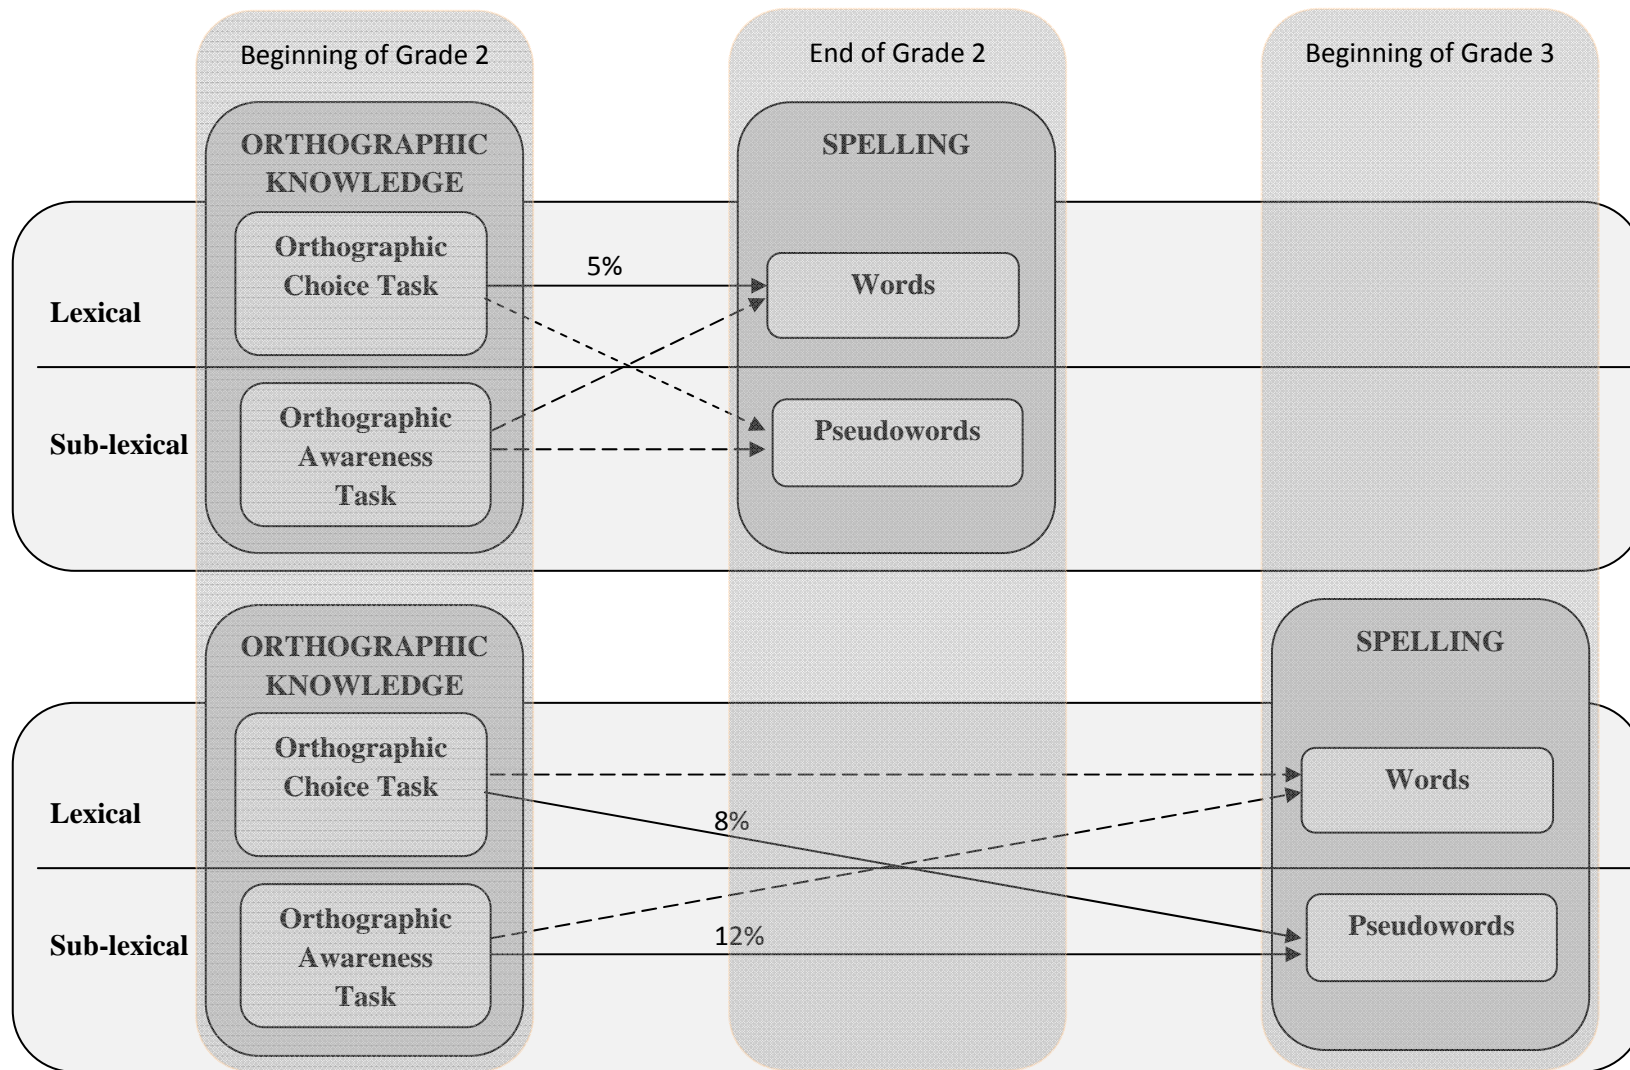 Beginning of Grade 2
End of Grade 2
Beginning of Grade 3
ORTHOGRAPHIC
KNOWLEDGE
SPELLING
Lexical
Orthographic
Choice Task
5%
Words
Sub-lexical
Orthographic
Awareness
Task
Pseudowords
ORTHOGRAPHIC
KNOWLEDGE
SPELLING
Lexical
Orthographic
Choice Task
8%
Words
Sub-lexical
Orthographic
Awareness
Task
12%
Pseudowords